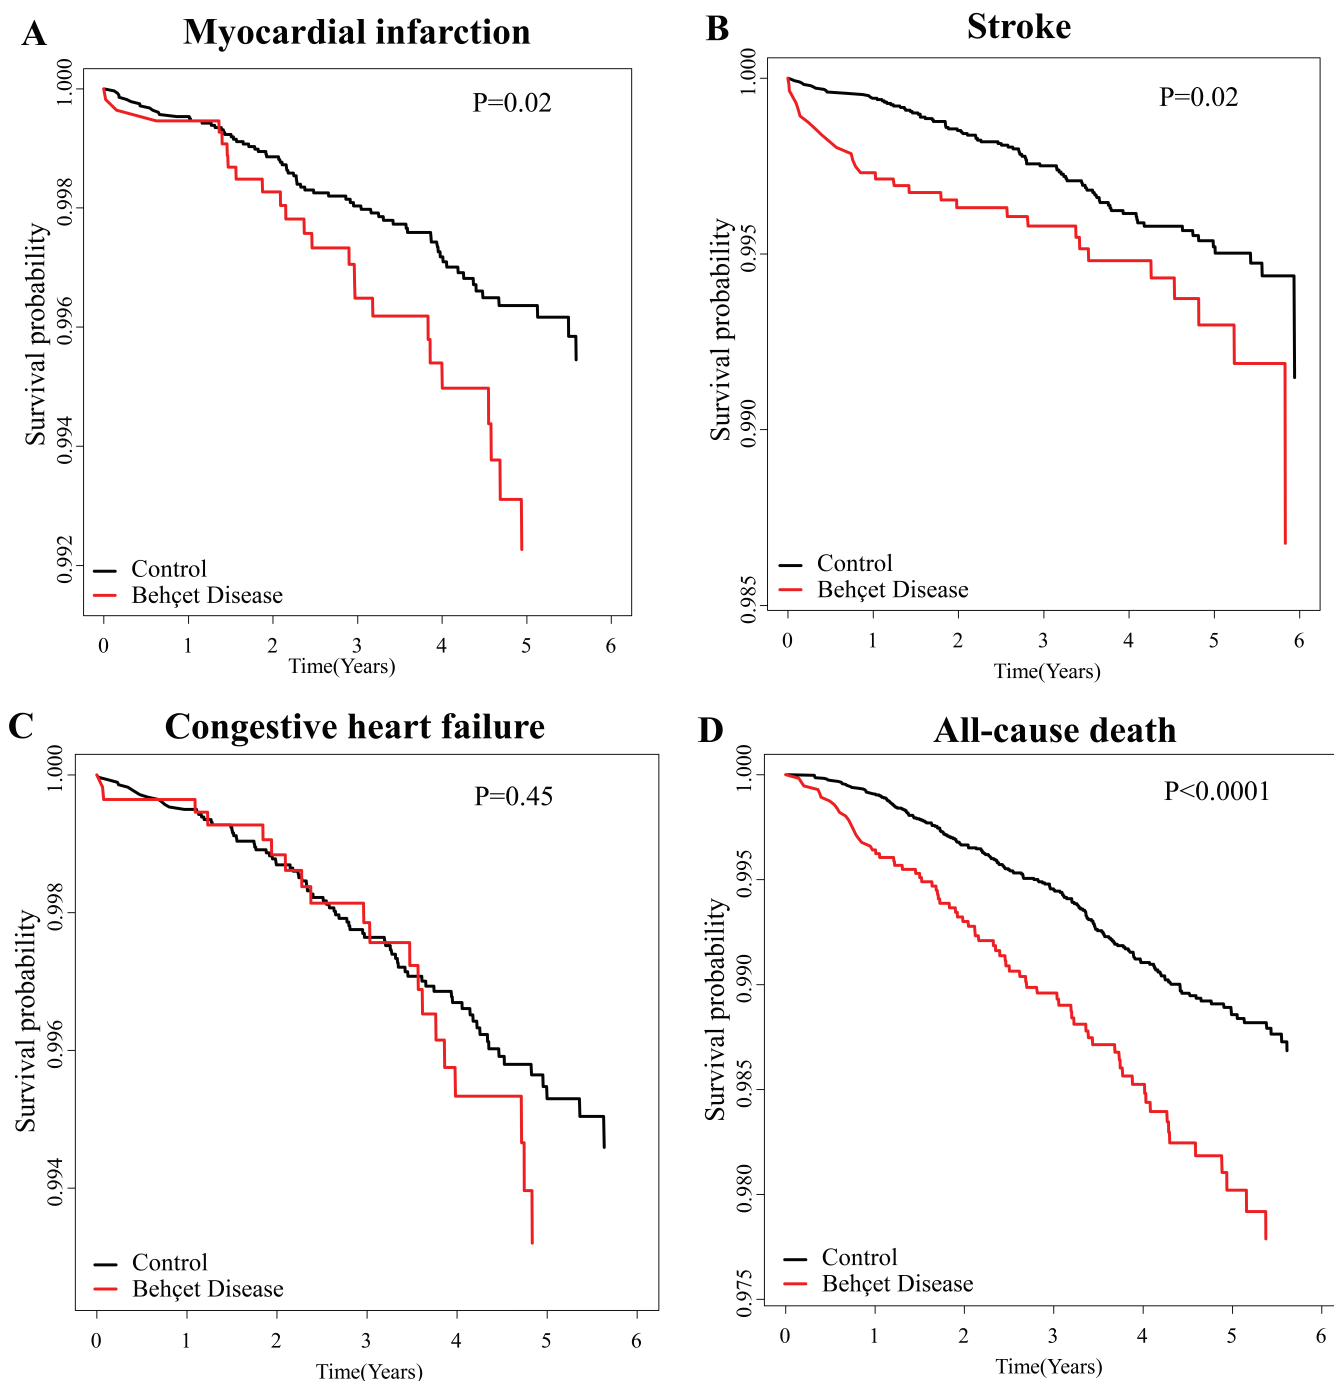 A
Myocardial infarction
P=0.02
Survival probability
1.000
0.998
0.996
0.994
0.992
Control
Behçet Disease
0 1 2 3 4 5 6
Time(Years)
B
Stroke
P=0.02
Survival probability
1.000
0.995
0.990
0.985
Control
Behçet Disease
0 1 2 3 4 5 6
Time(Years)
C
Congestive heart failure
P=0.45
Survival probability
1.000
0.998
0.996
0.994
Control
Behçet Disease
0 1 2 3 4 5 6
Time(Years)
D
All-cause death
P<0.0001
Survival probability
1.000
0.995
0.990
0.985
0.980
0.975
Control
Behçet Disease
0 1 2 3 4 5 6
Time(Years)